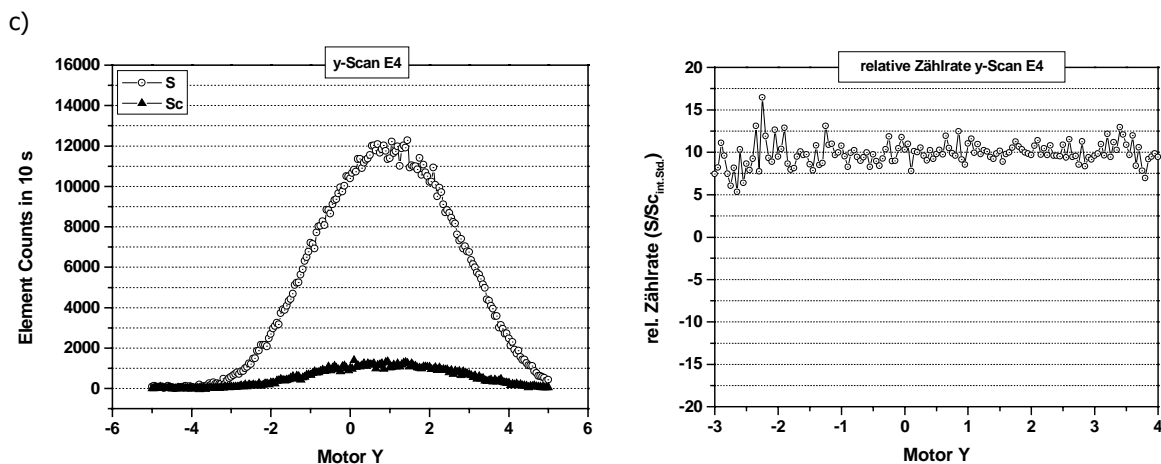 c)
y-Scan E4
S
Sc
Element Counts in 10 s
16000
14000
12000
10000
8000
6000
4000
2000
0
-6 -4 -2 0 2 4 6
Motor Y
relative Zählrate y-Scan E4
rel. Zählrate (S/Sc int.Std.)
20
15
10
5
0
-5
-10
-15
-20
-3 -2 -1 0 1 2 3 4
Motor Y